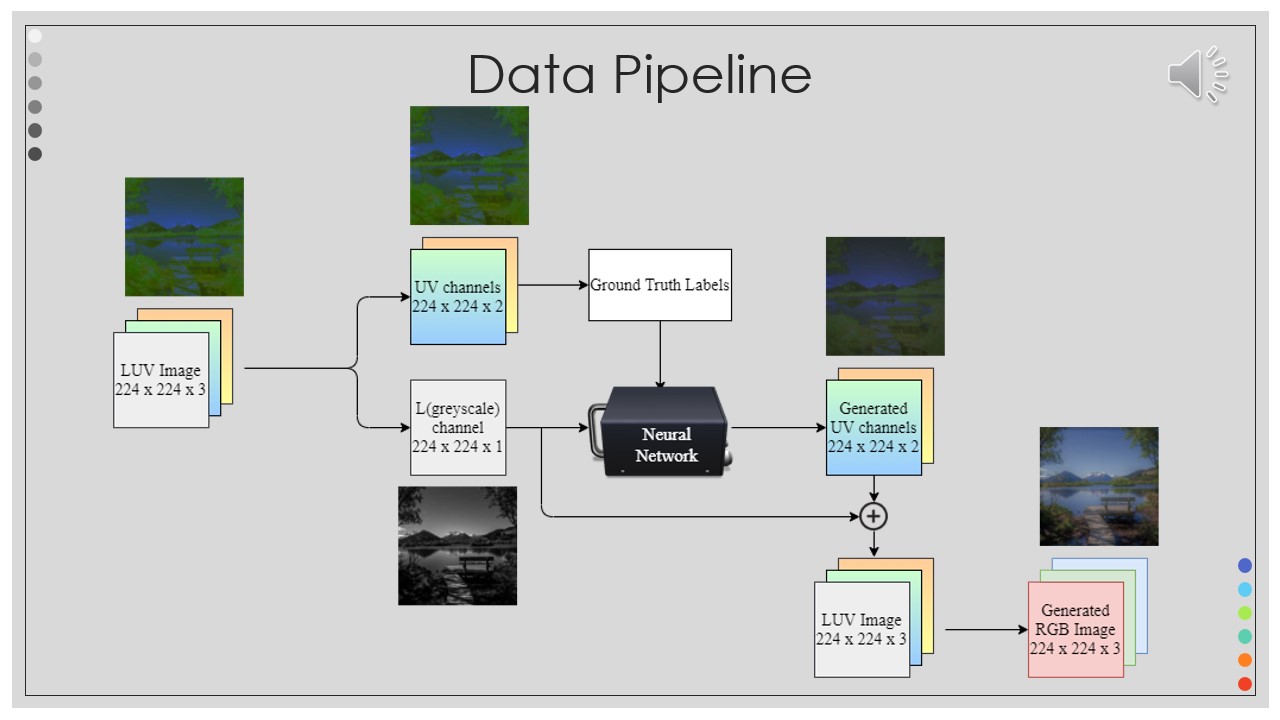 Data Pipeline
UV channels
224 x 224 x 2
Ground Truth Labels
LUV Image
224 x 224 x 3
L(greyscale)
channel
224 x 224 x 1
Neural
Network
Generated
UV channels
224 x 224 x 2
LUV Image
224 x 224 x 3
Generated
RGB Image
224 x 224 x 3